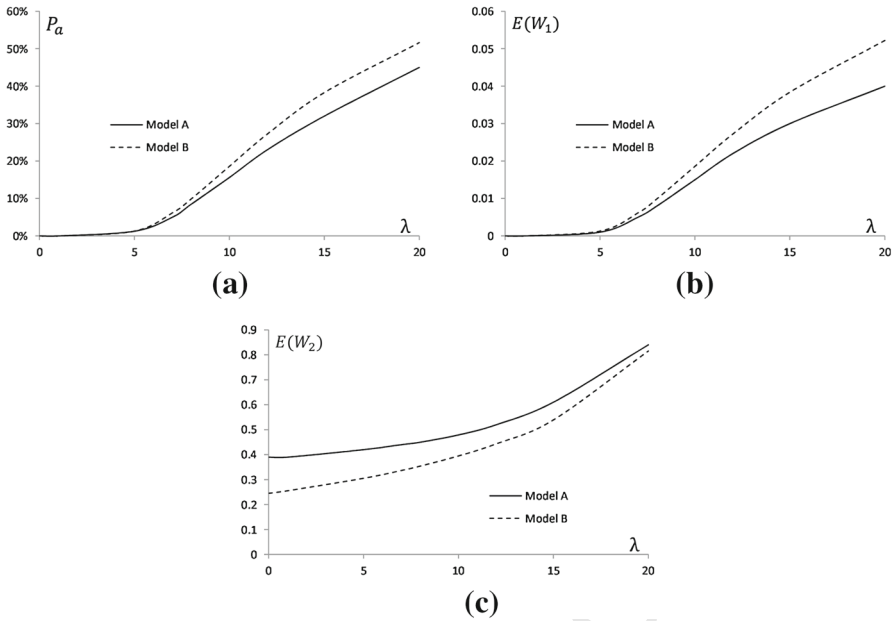 60%
P_a
50%
40%
30%
20%
10%
0%
Model A
Model B
λ
0 5 10 15 20
(a)
0.06
E(W_1)
0.05
0.04
0.03
0.02
0.01
0
Model A
Model B
λ
0 5 10 15 20
(b)
0.9
E(W_2)
0.8
0.7
0.6
0.5
0.4
0.3
0.2
0.1
0
Model A
Model B
λ
0 5 10 15 20
(c)